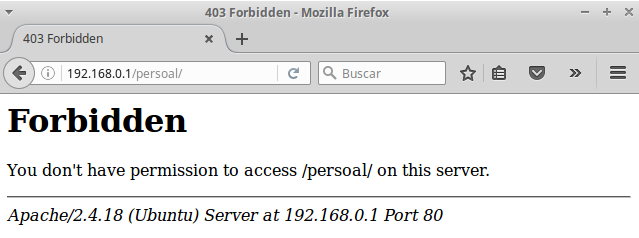 403 Forbidden - Mozilla Firefox
403 Forbidden
192.168.0.1/persoal/
Buscar
Forbidden
You don't have permission to access /persoal/ on this server.
Apache/2.4.18 (Ubuntu) Server at 192.168.0.1 Port 80